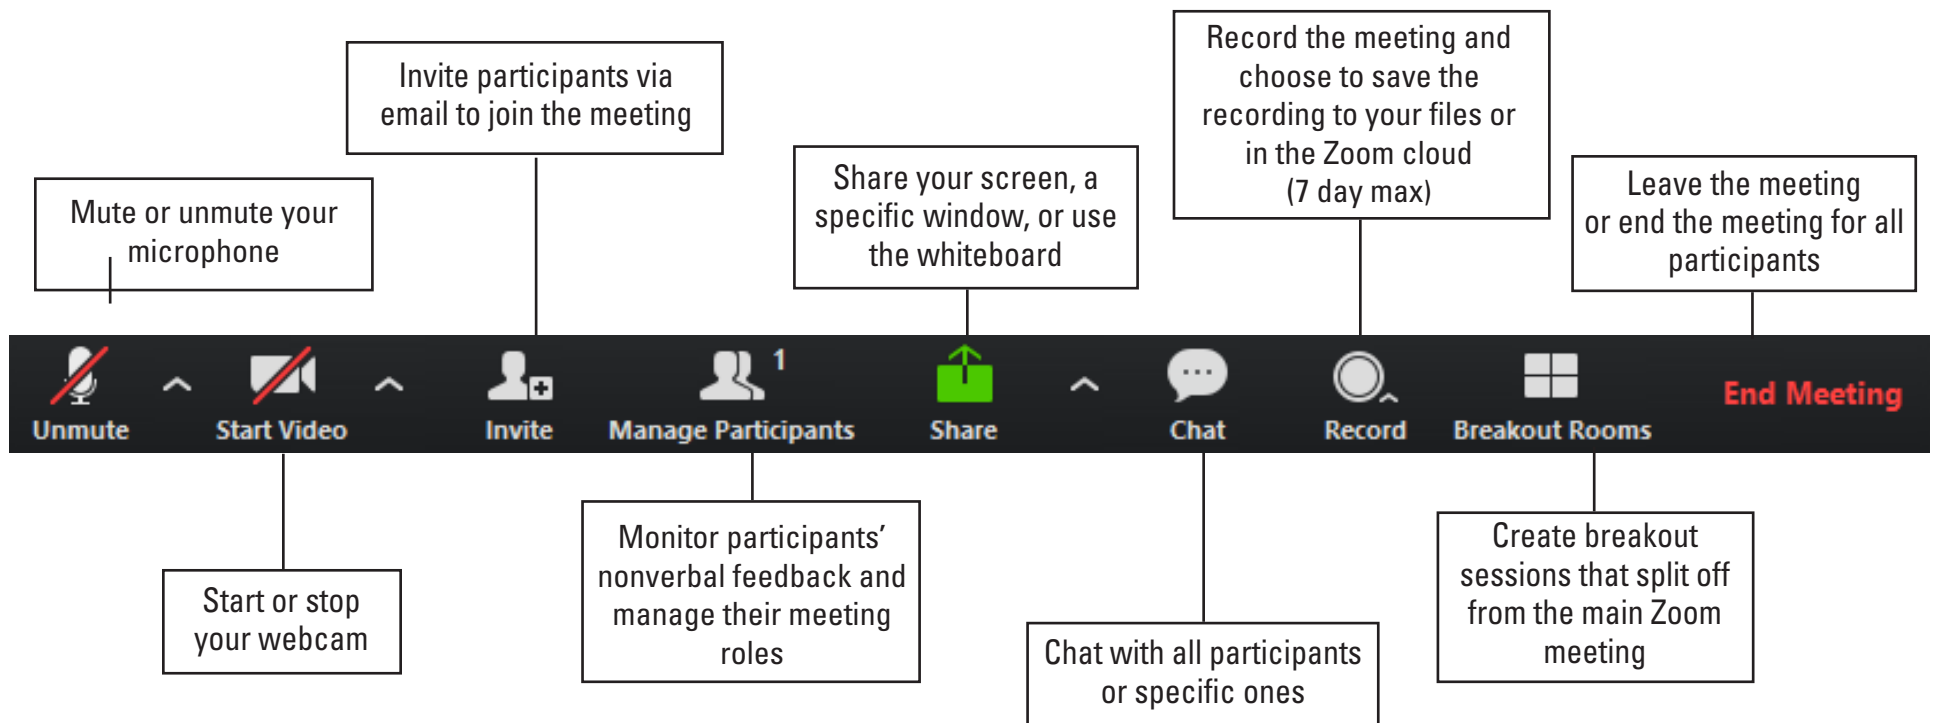 Record the meeting and
choose to save the
recording to your files or
in the Zoom cloud
(7 day max)
Invite participants via
email to join the meeting
Share your screen, a
specific window, or use
the whiteboard
Leave the meeting
or end the meeting for all
participants
Mute or unmute your
microphone
1
End Meeting
Unmute
Start Video
Invite
Manage Participants
Share
Chat
Record
Breakout Rooms
Start or stop
your webcam
Monitor participants’
nonverbal feedback and
manage their meeting
roles
Chat with all participants
or specific ones
Create breakout
sessions that split off
from the main Zoom
meeting